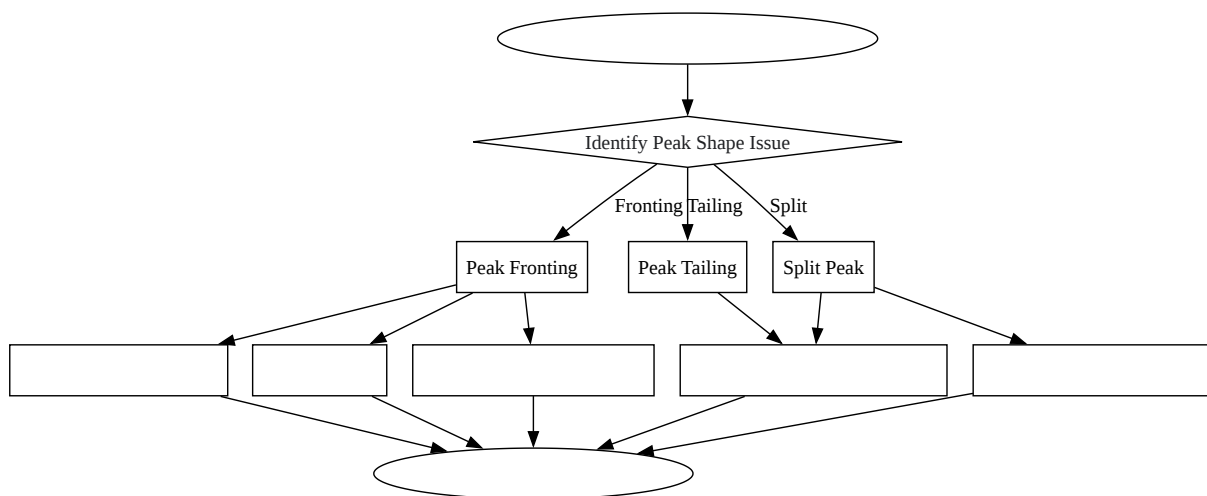 Identify Peak Shape Issue
Fronting
Tailing
Split
Peak Fronting
Peak Tailing
Split Peak